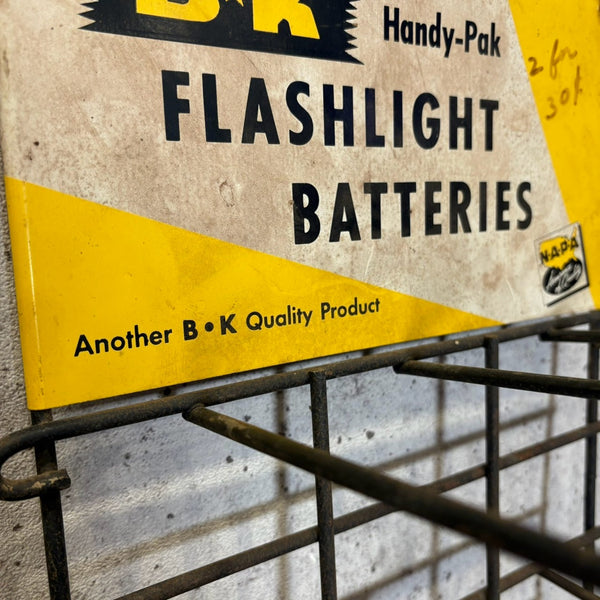 B•K
Handy-Pak
2 for
30¢
FLASHLIGHT
BATTERIES
NAPA
Another B•K Quality Product